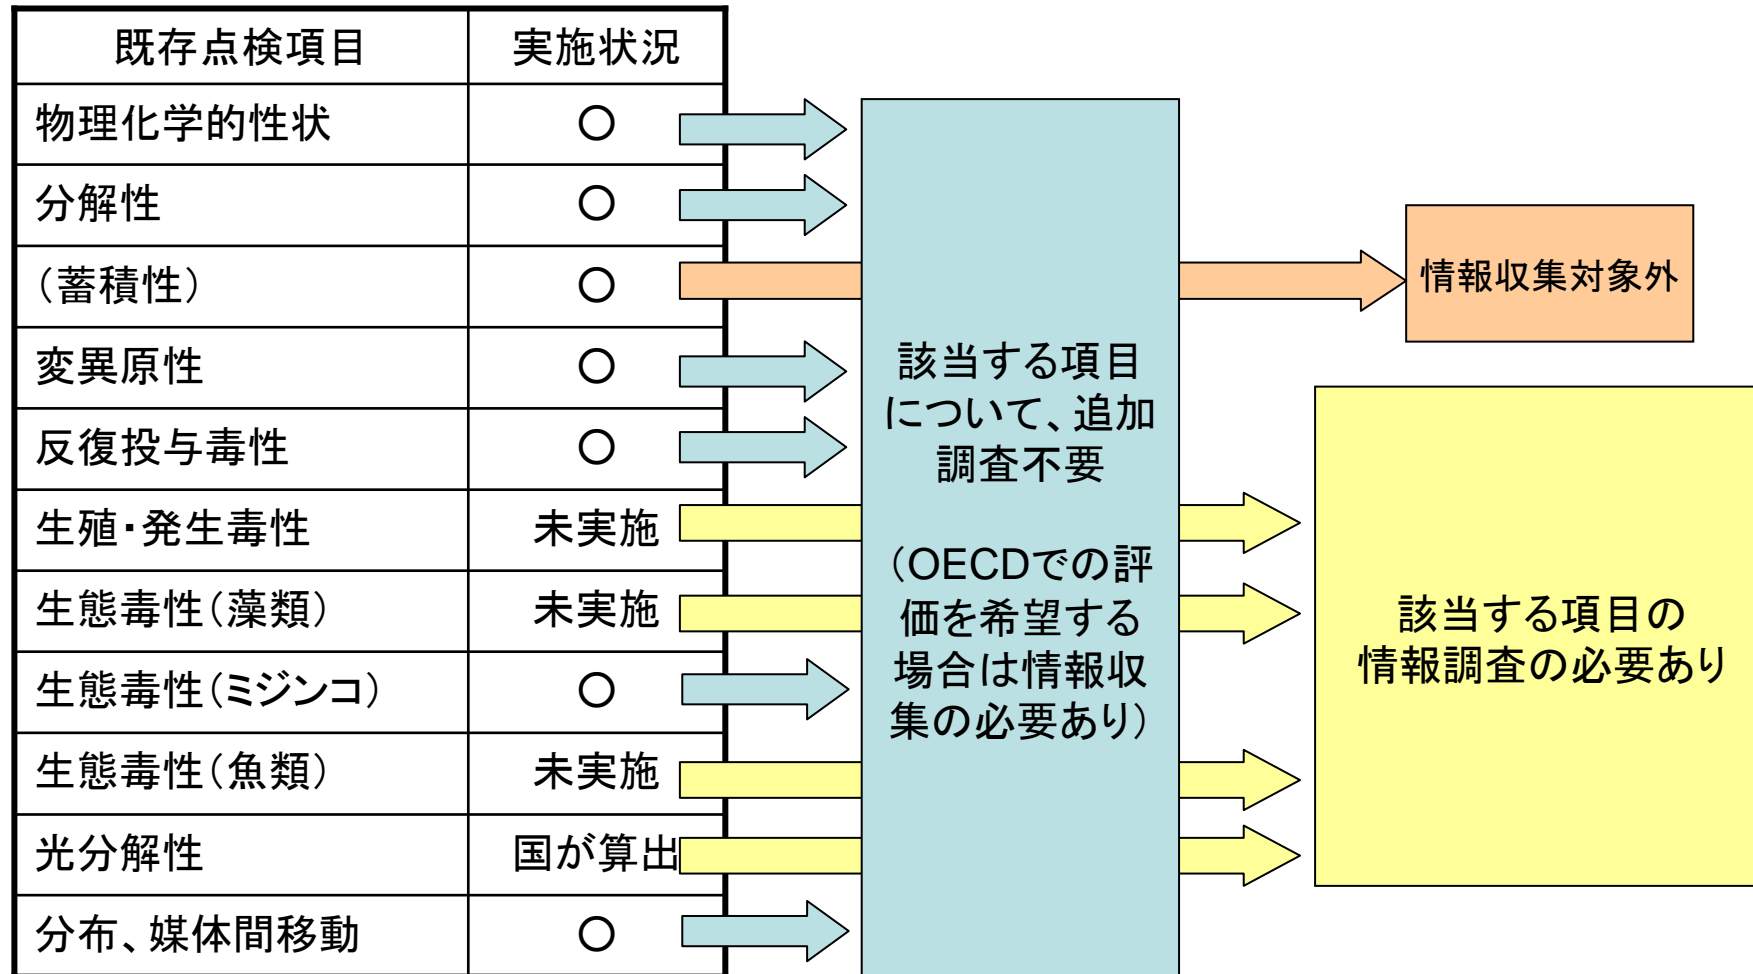 既存点検項目 実施状況
物理化学的性状 ○
分解性 ○
(蓄積性) ○
変異原性 ○
反復投与毒性 ○
生殖・発生毒性 未実施
生態毒性(藻類) 未実施
生態毒性(ミジンコ) ○
生態毒性(魚類) 未実施
光分解性 国が算出
分布、媒体間移動 ○
該当する項目
について、追加
調査不要
(OECDでの評
価を希望する
場合は情報収
集の必要あり)
情報収集対象外
該当する項目の
情報調査の必要あり